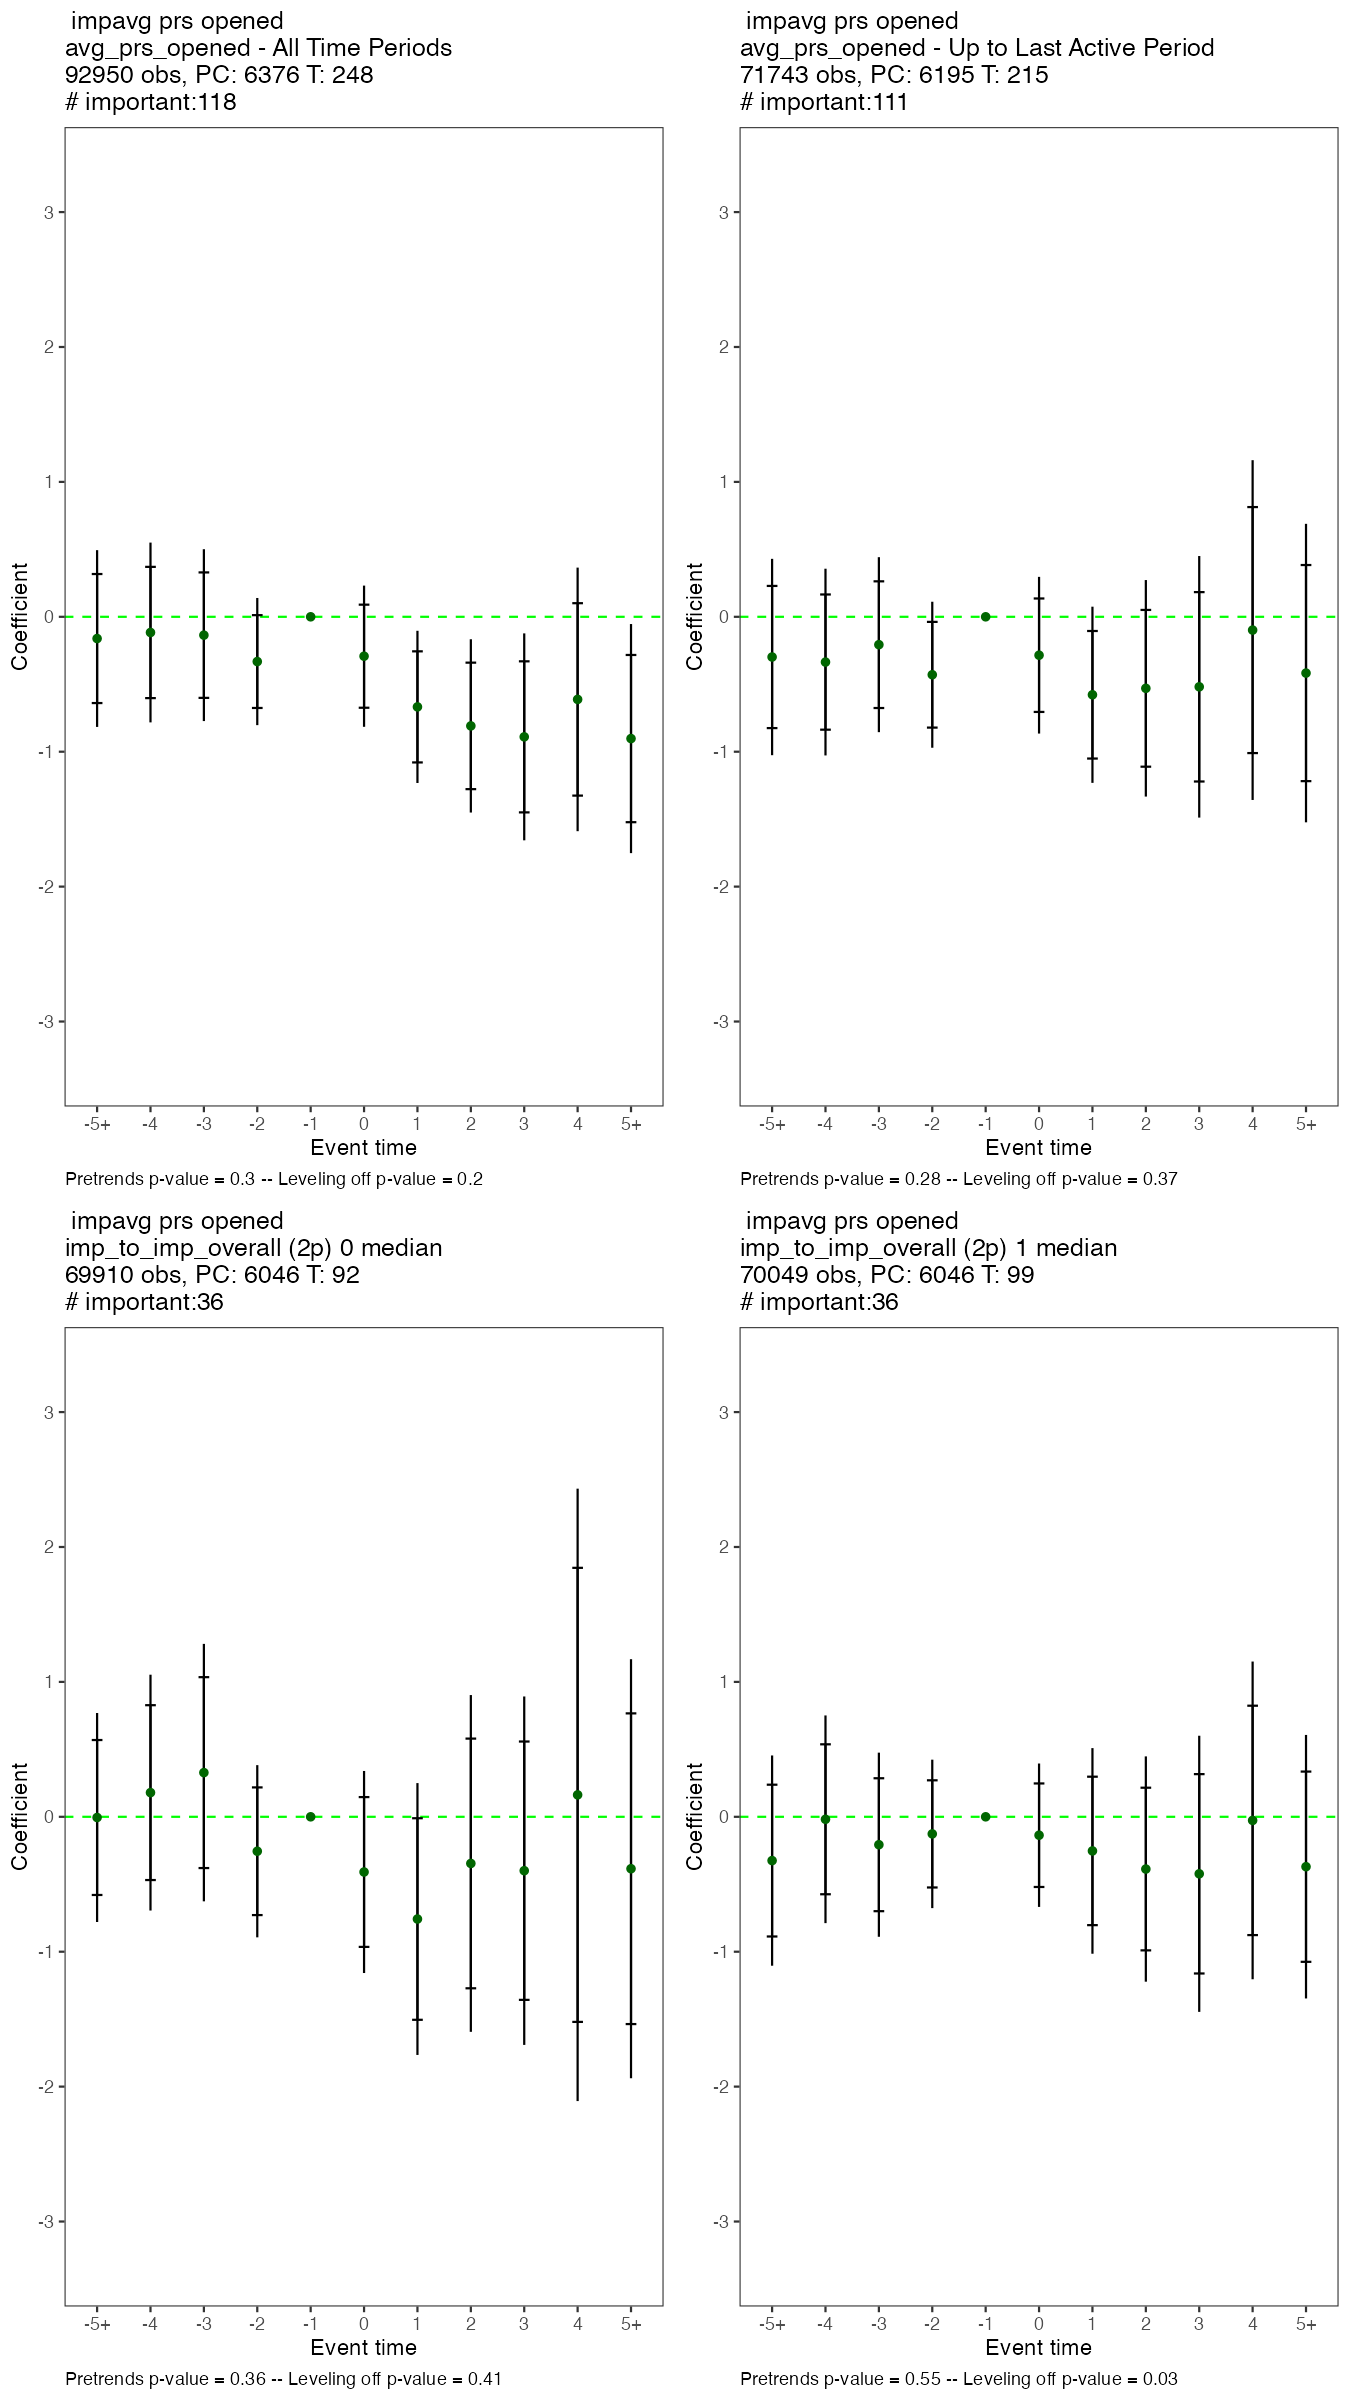 impavg prs opened
avg_prs_opened - All Time Periods
92950 obs, PC: 6376 T: 248
# important:118
3
2
1
0
-1
-2
-3
Coefficient
-5+ -4 -3 -2 -1 0 1 2 3 4 5+
Event time
Pretrends p-value = 0.3 -- Leveling off p-value = 0.2
impavg prs opened
avg_prs_opened - Up to Last Active Period
71743 obs, PC: 6195 T: 215
# important:111
3
2
1
0
-1
-2
-3
Coefficient
-5+ -4 -3 -2 -1 0 1 2 3 4 5+
Event time
Pretrends p-value = 0.28 -- Leveling off p-value = 0.37
impavg prs opened
imp_to_imp_overall (2p) 0 median
69910 obs, PC: 6046 T: 92
# important:36
3
2
1
0
-1
-2
-3
Coefficient
-5+ -4 -3 -2 -1 0 1 2 3 4 5+
Event time
Pretrends p-value = 0.36 -- Leveling off p-value = 0.41
impavg prs opened
imp_to_imp_overall (2p) 1 median
70049 obs, PC: 6046 T: 99
# important:36
3
2
1
0
-1
-2
-3
Coefficient
-5+ -4 -3 -2 -1 0 1 2 3 4 5+
Event time
Pretrends p-value = 0.55 -- Leveling off p-value = 0.03